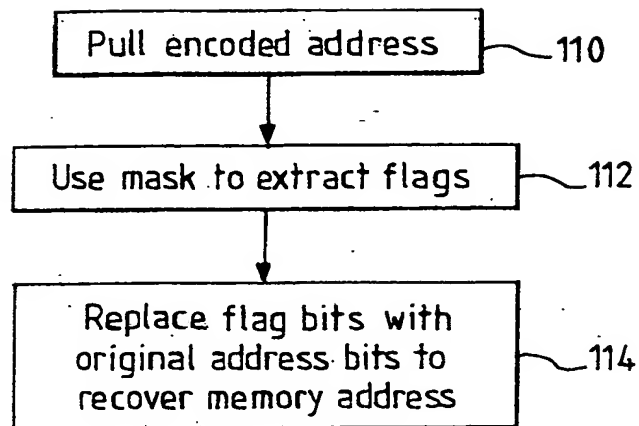 Pull encoded address
110
Use mask to extract flags
112
Replace flag bits with
original address bits to
recover memory address
114